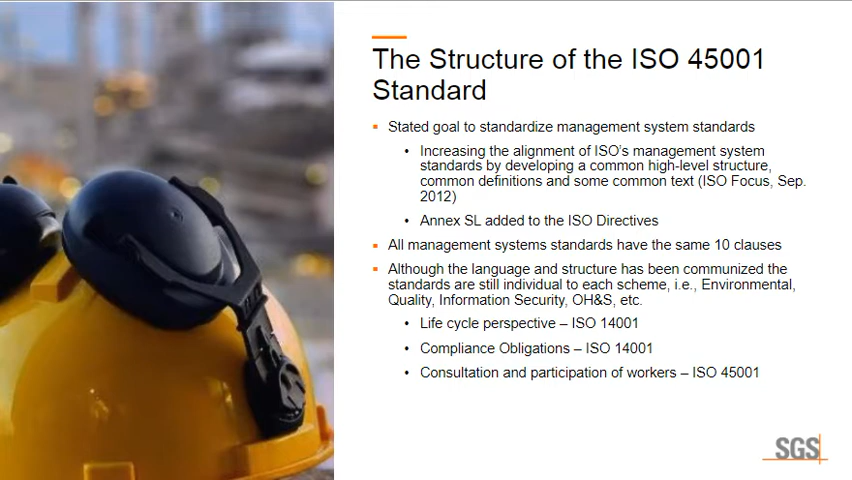 The Structure of the ISO 45001
Standard
Stated goal to standardize management system standards
Increasing the alignment of ISO's management system
standards by developing a common high-level structure,
common definitions and some common text (ISO Focus, Sep.
2012)
Annex SL added to the ISO Directives
All management systems standards have the same 10 clauses
Although the language and structure has been communized the
standards are still individual to each scheme, i.e., Environmental,
Quality, Information Security, OH&S, etc.
Life cycle perspective – ISO 14001
Compliance Obligations – ISO 14001
Consultation and participation of workers – ISO 45001
SGS